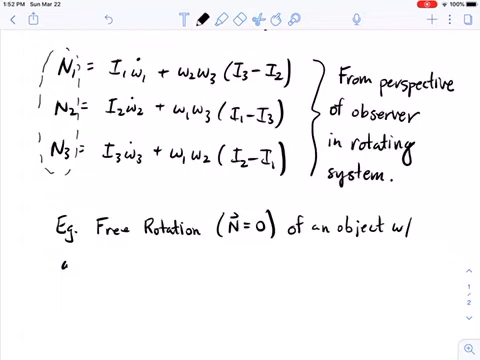 1:52 PM Sun Mar 22
100%
N₁ = I₁ω̇₁ + ω₂ω₃ (I₃ − I₂)
N₂ = I₂ω̇₂ + ω₁ω₃ (I₁ − I₃)
N₃ = I₃ω̇₃ + ω₁ω₂ (I₂ − I₁)
From perspective
of observer
in rotating
system.
Eg. Free Rotation (N⃗ = 0) of an object w/
1
/
2